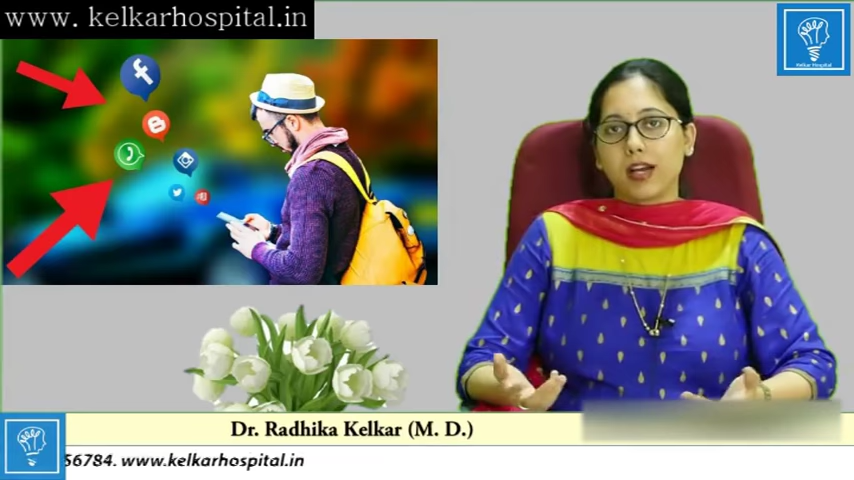 www. kelkarhospital.in
Kelkar Hospital
Dr. Radhika Kelkar (M. D.)
56784. www.kelkarhospital.in